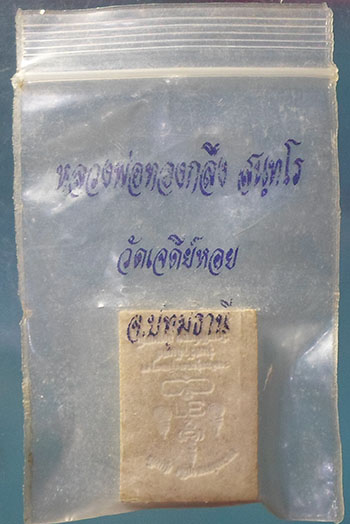 หลวงพ่อทองกลึง สุนฺทโร
วัดเจดีย์หอย
จ.ปทุมธานี